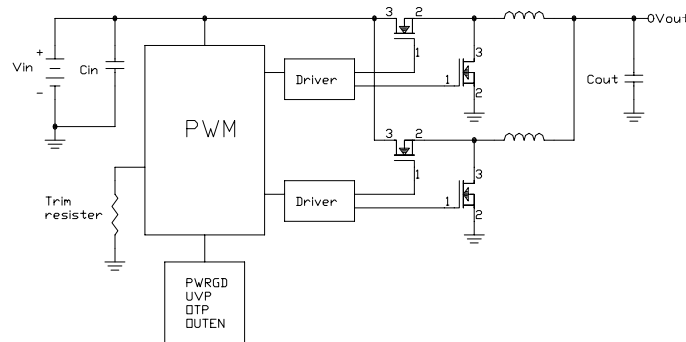 3 2
0Vout
+
Vin
-
Cin
1
3
Driver
1
2
Cout
PWM
3 2
1
3
Driver
1
2
Trim
resister
PWRGD
UVP
OTP
OUTEN